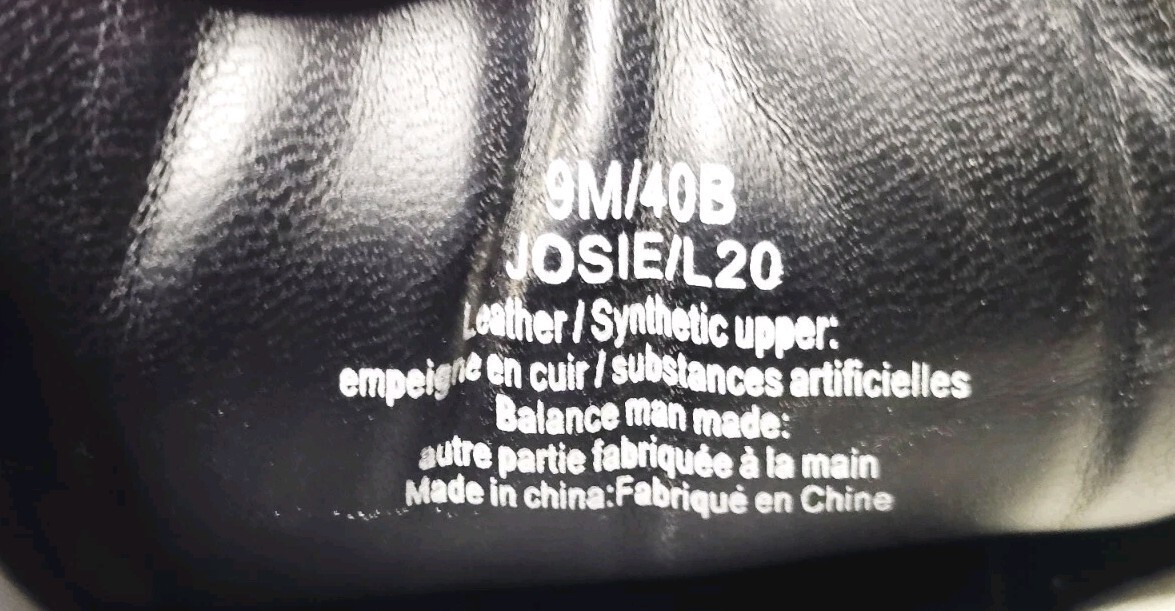 9M/40B
JOSIE/L20
Leather / Synthetic upper:
empeigne en cuir / substances artificielles
Balance man made:
autre partie fabriquée à la main
Made in china:Fabriqué en Chine